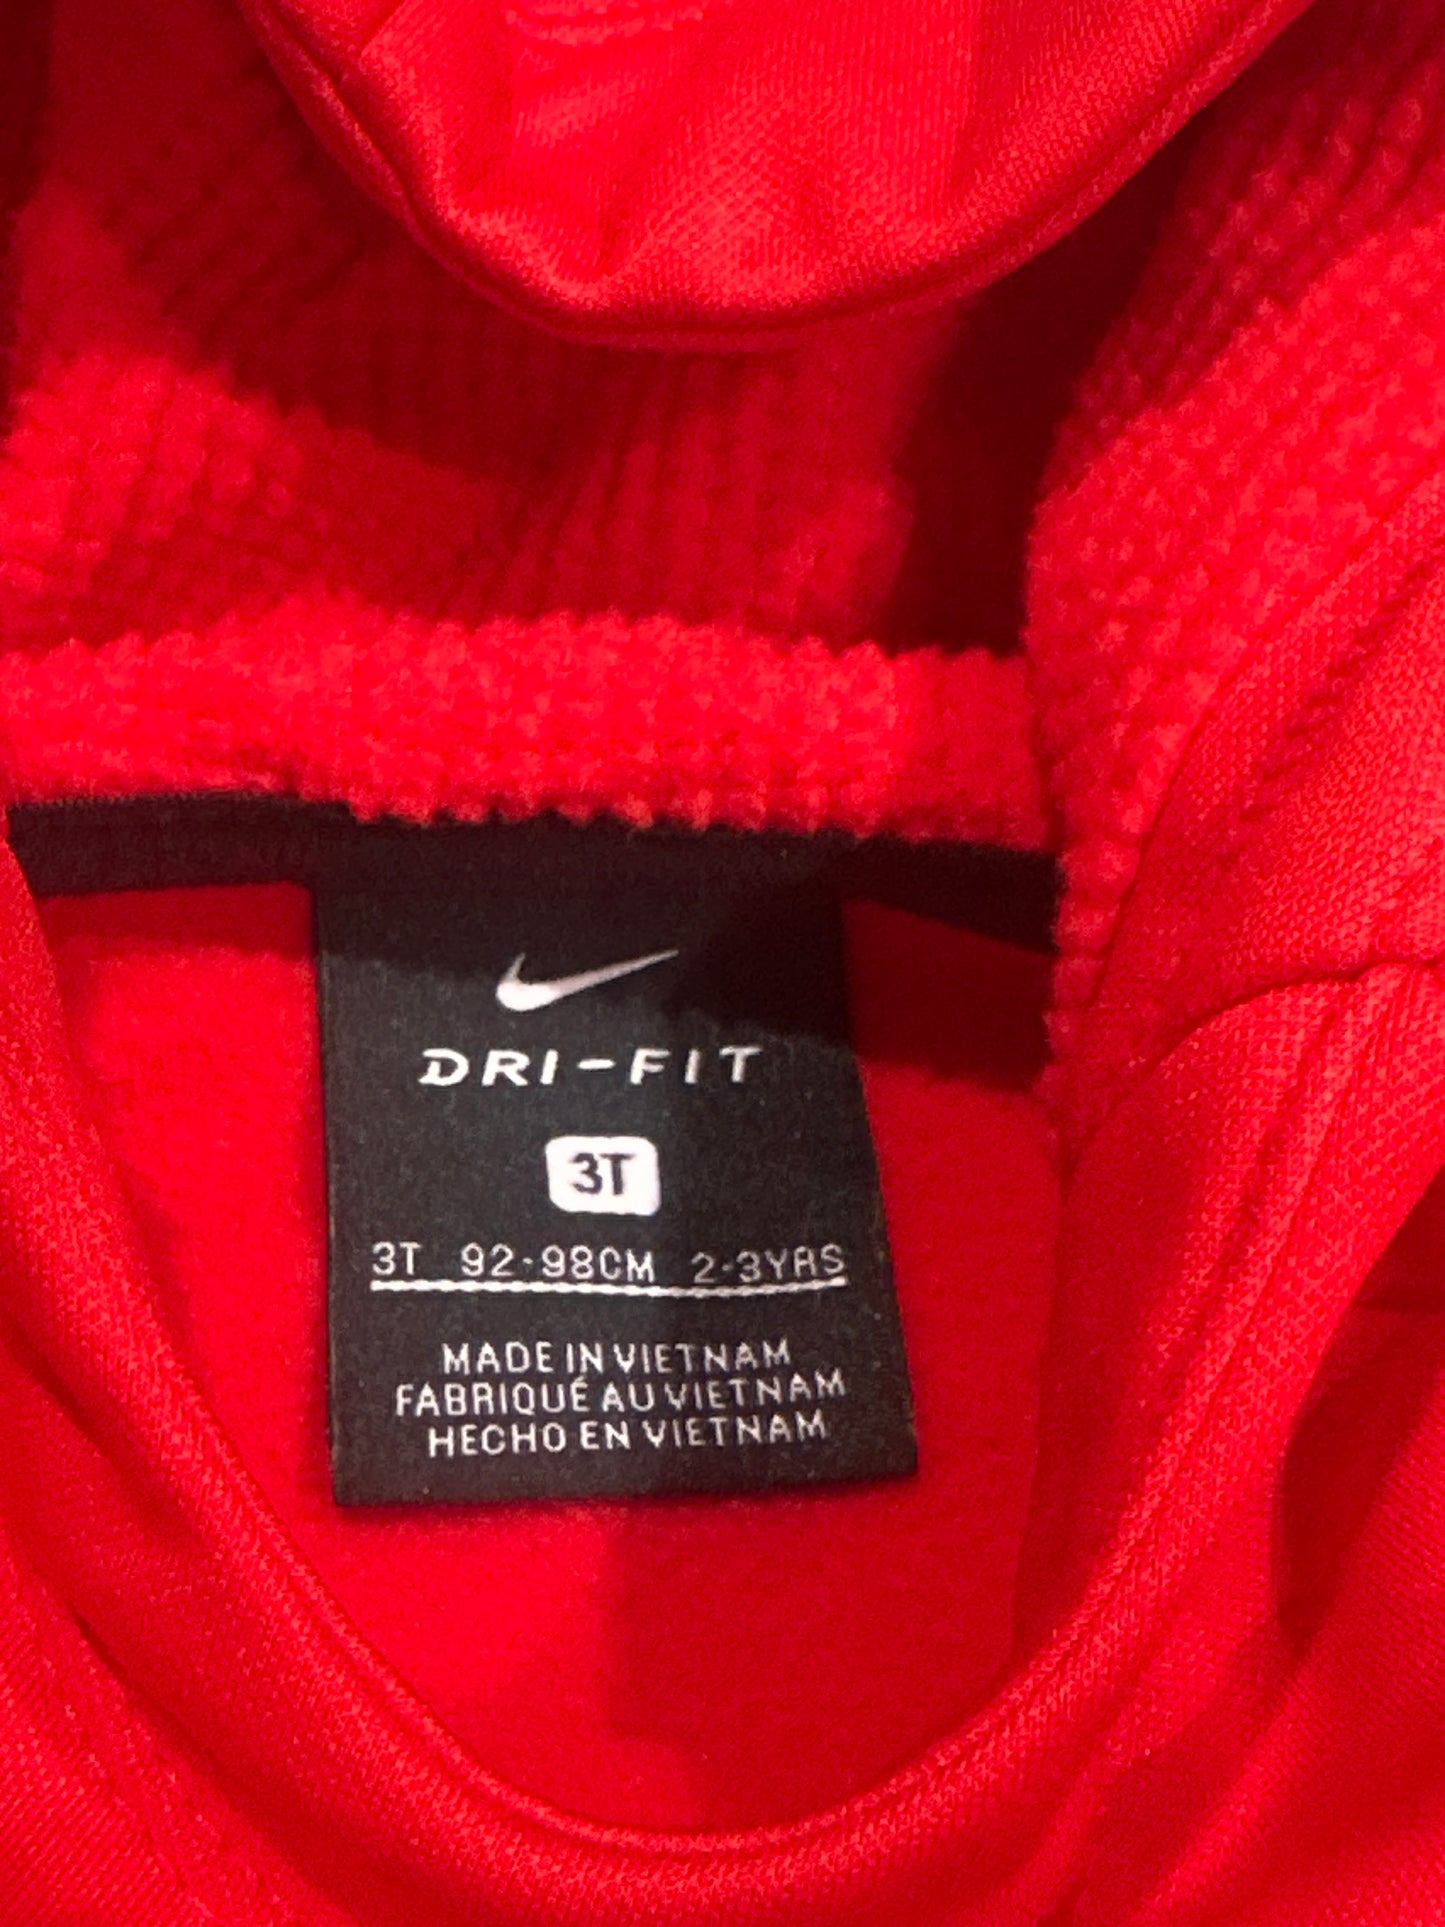 DRI-FIT
3T
3T 92-98CM 2-3YRS
MADE IN VIETNAM
FABRIQUÉ AU VIETNAM
HECHO EN VIETNAM